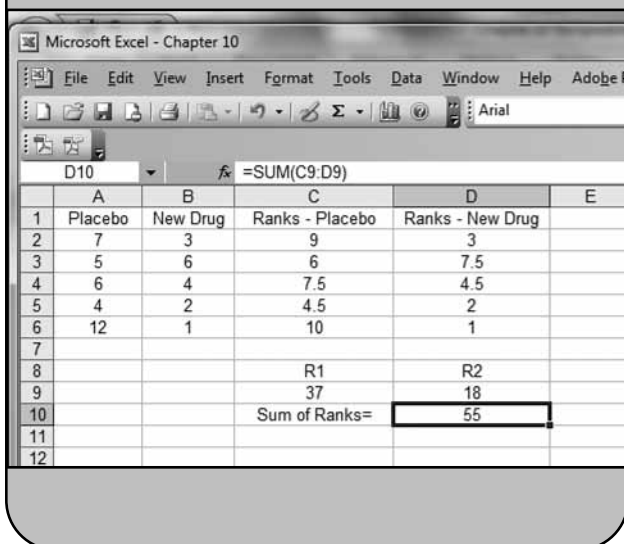 Microsoft Excel - Chapter 10
File Edit View Insert Format Tools Data Window Help Adobe
Σ Arial
D10 fx =SUM(C9:D9)
A B C D E
1 Placebo New Drug Ranks - Placebo Ranks - New Drug
2 7 3 9 3
3 5 6 6 7.5
4 6 4 7.5 4.5
5 4 2 4.5 2
6 12 1 10 1
7
8 R1 R2
9 37 18
10 Sum of Ranks= 55
11
12